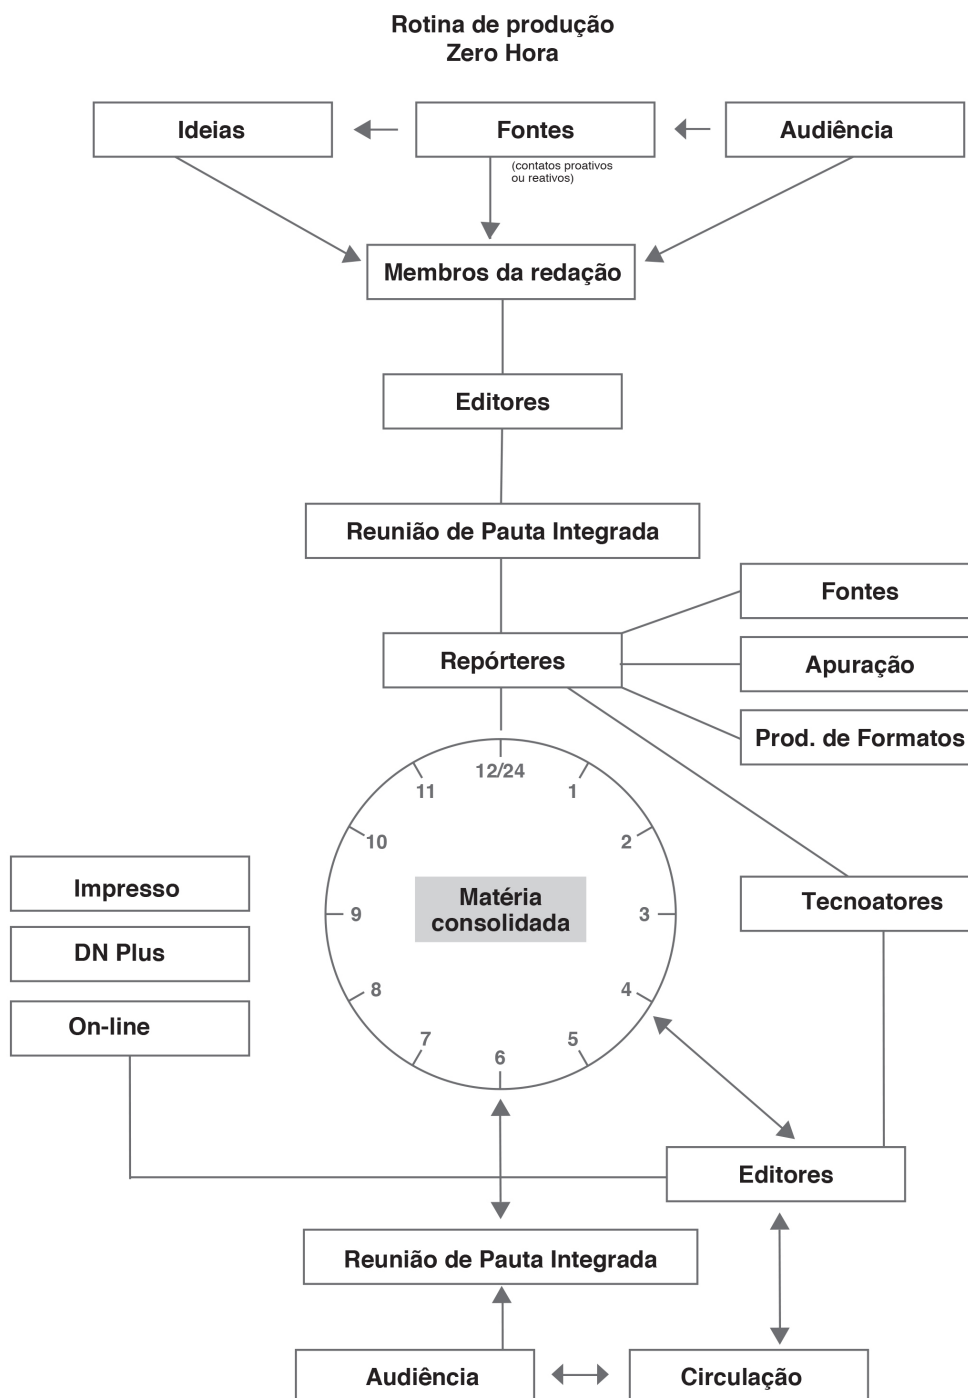 Rotina de produção
Zero Hora
Ideias
Fontes
Audiência
(contatos proativos
ou reativos)
Membros da redação
Editores
Reunião de Pauta Integrada
Fontes
Repórteres
Apuração
Prod. de Formatos
12/24
11
1
10
2
Impresso
Matéria
consolidada
9
3
Tecnoatores
DN Plus
8
4
On-line
7
5
6
Editores
Reunião de Pauta Integrada
Audiência
Circulação